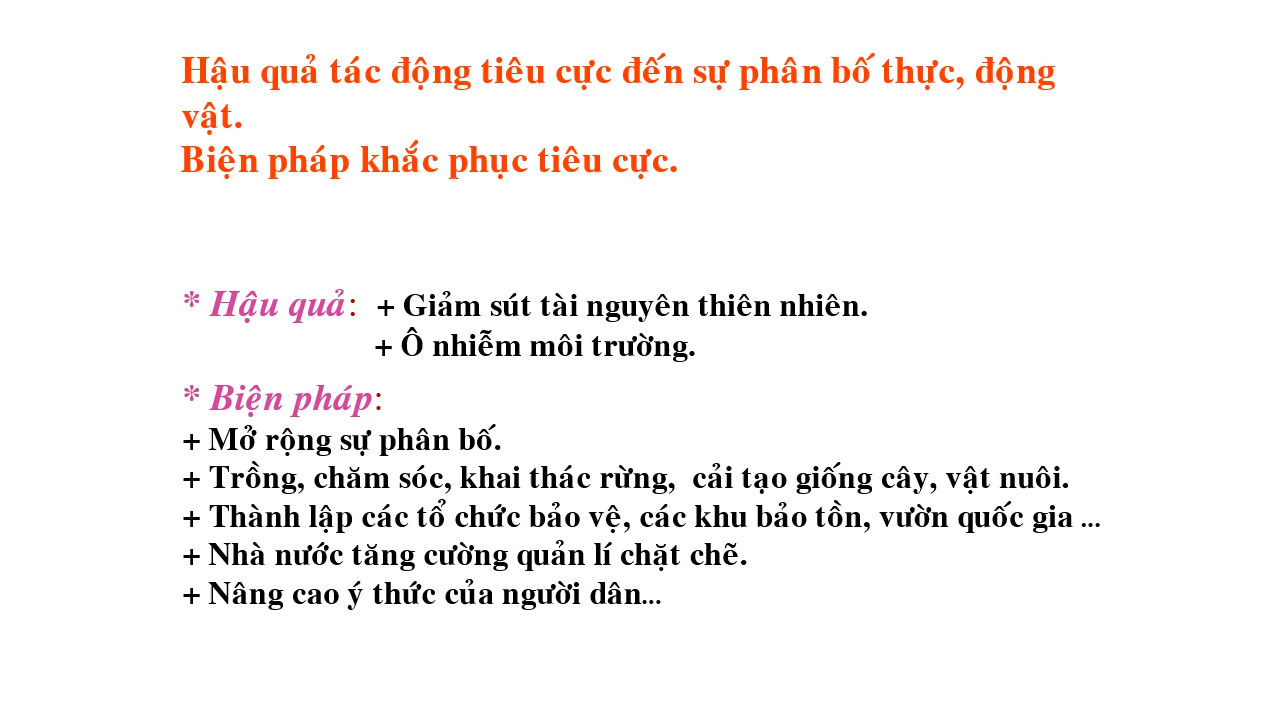 Hậu quả tác động tiêu cực đến sự phân bố thực, động
vật.
Biện pháp khắc phục tiêu cực.
* Hậu quả:  + Giảm sút tài nguyên thiên nhiên.
+ Ô nhiễm môi trường.
* Biện pháp:
+ Mở rộng sự phân bố.
+ Trồng, chăm sóc, khai thác rừng,  cải tạo giống cây, vật nuôi.
+ Thành lập các tổ chức bảo vệ, các khu bảo tồn, vườn quốc gia ...
+ Nhà nước tăng cường quản lí chặt chẽ.
+ Nâng cao ý thức của người dân...